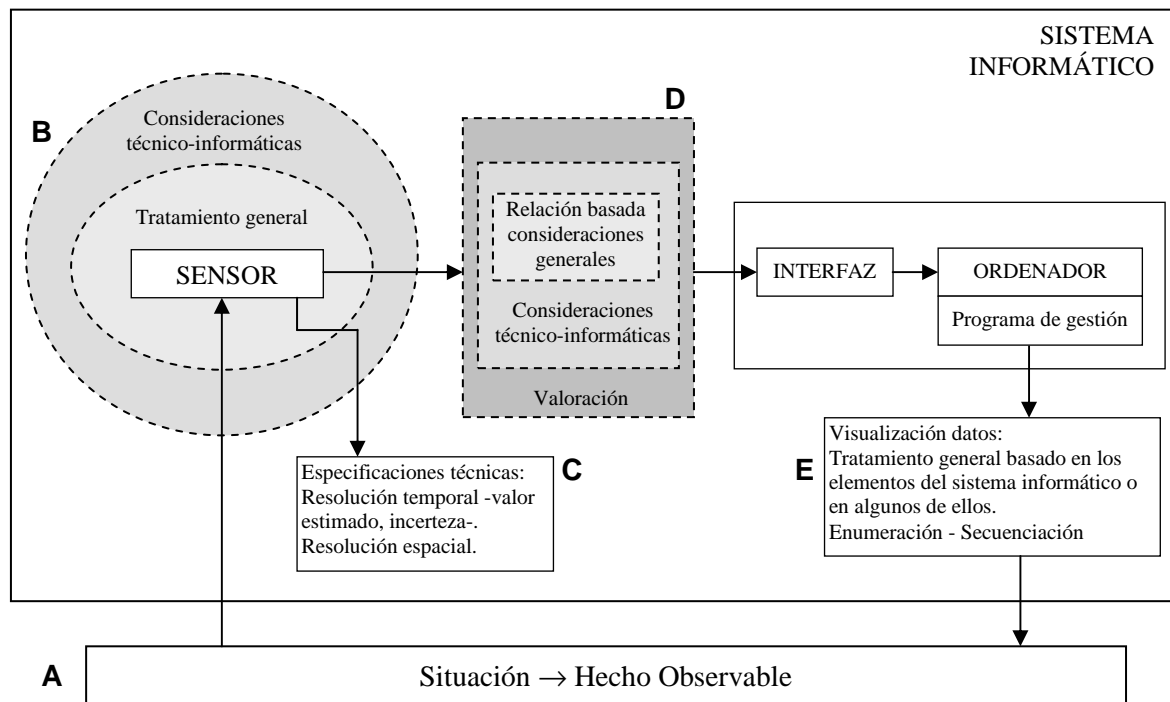 SISTEMA
INFORMÁTICO
B
Consideraciones
técnico-informáticas
Tratamiento general
SENSOR
D
Relación basada
consideraciones
generales
Consideraciones
técnico-informáticas
Valoración
INTERFAZ
ORDENADOR
Programa de gestión
Especificaciones técnicas:
Resolución temporal -valor
estimado, incerteza-.
Resolución espacial.
C
E
Visualización datos:
Tratamiento general basado en los
elementos del sistema informático o
en algunos de ellos.
Enumeración - Secuenciación
A
Situación → Hecho Observable